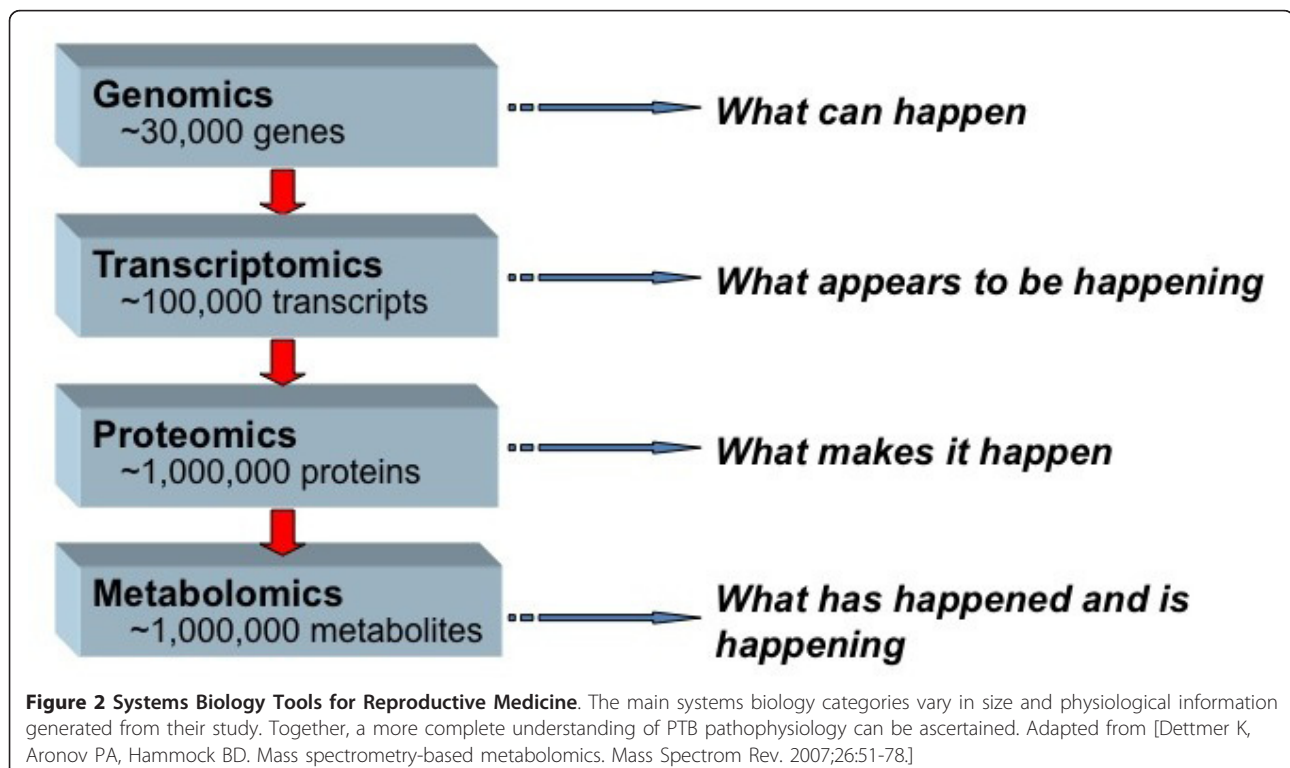 Genomics
~30,000 genes
What can happen
Transcriptomics
~100,000 transcripts
What appears to be happening
Proteomics
~1,000,000 proteins
What makes it happen
Metabolomics
~1,000,000 metabolites
What has happened and is
happening
Figure 2 Systems Biology Tools for Reproductive Medicine. The main systems biology categories vary in size and physiological information
generated from their study. Together, a more complete understanding of PTB pathophysiology can be ascertained. Adapted from [Dettmer K,
Aronov PA, Hammock BD. Mass spectrometry-based metabolomics. Mass Spectrom Rev. 2007;26:51-78.]